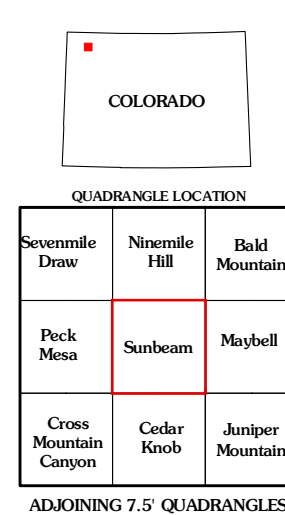 COLORADO
QUADRANGLE LOCATION
Sevenmile
Draw
Ninemile
Hill
Bald
Mountain
Peck
Mesa
Sunbeam
Maybell
Cross
Mountain
Canyon
Cedar
Knob
Juniper
Mountain
ADJOINING 7.5' QUADRANGLES